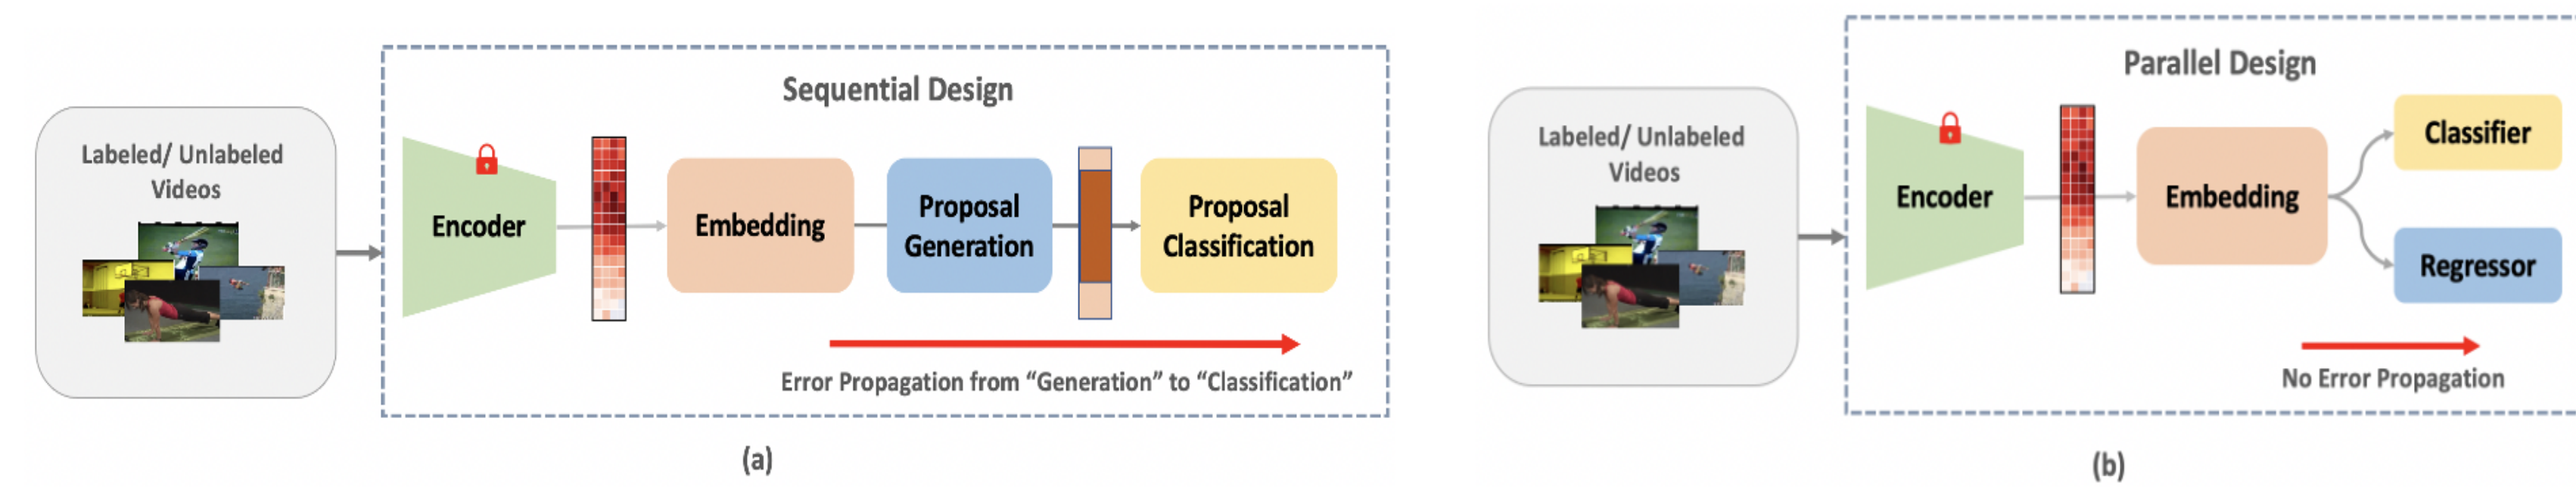 Sequential Design
Labeled/ Unlabeled
Videos
Encoder
Embedding
Proposal
Generation
Proposal
Classification
Error Propagation from “Generation” to “Classification”
(a)
Parallel Design
Labeled/ Unlabeled
Videos
Encoder
Embedding
Classifier
Regressor
No Error Propagation
(b)